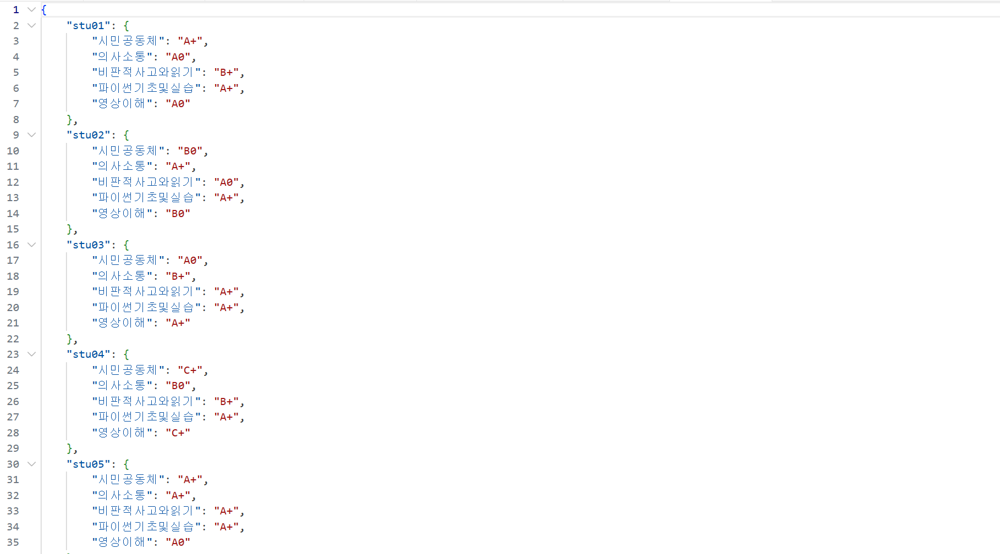 1 {
2 "stu01": {
3 "시민공동체": "A+",
4 "의사소통": "A0",
5 "비판적사고와읽기": "B+",
6 "파이썬기초및실습": "A+",
7 "영상이해": "A0"
8 },
9 "stu02": {
10 "시민공동체": "B0",
11 "의사소통": "A+",
12 "비판적사고와읽기": "A0",
13 "파이썬기초및실습": "A+",
14 "영상이해": "B0"
15 },
16 "stu03": {
17 "시민공동체": "A0",
18 "의사소통": "B+",
19 "비판적사고와읽기": "A+",
20 "파이썬기초및실습": "A+",
21 "영상이해": "A+"
22 },
23 "stu04": {
24 "시민공동체": "C+",
25 "의사소통": "B0",
26 "비판적사고와읽기": "B+",
27 "파이썬기초및실습": "A+",
28 "영상이해": "C+"
29 },
30 "stu05": {
31 "시민공동체": "A+",
32 "의사소통": "A+",
33 "비판적사고와읽기": "A+",
34 "파이썬기초및실습": "A+",
35 "영상이해": "A0"